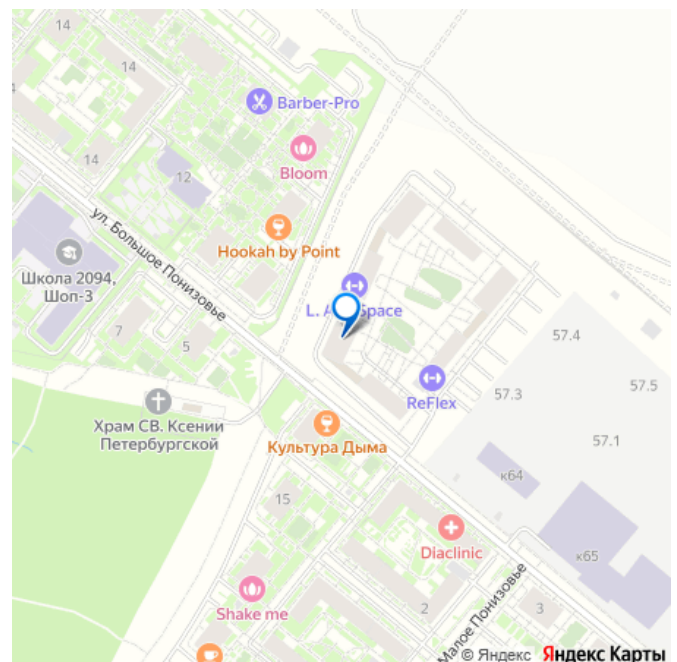 14
14
Barber-Pro
Bloom
14
12
ул. Большое Понизовье
Hookah by Point
Школа 2094,
Шоп-3
L. A Space
7
5
57.4
57.5
57.3
ReFlex
Храм СВ. Ксении
Петербургской
Культура Дыма
57.1
к64
15
Diaclinic
к65
Shake me
2
Малое Понизовье
3
© Яндекс Яндекс Карты